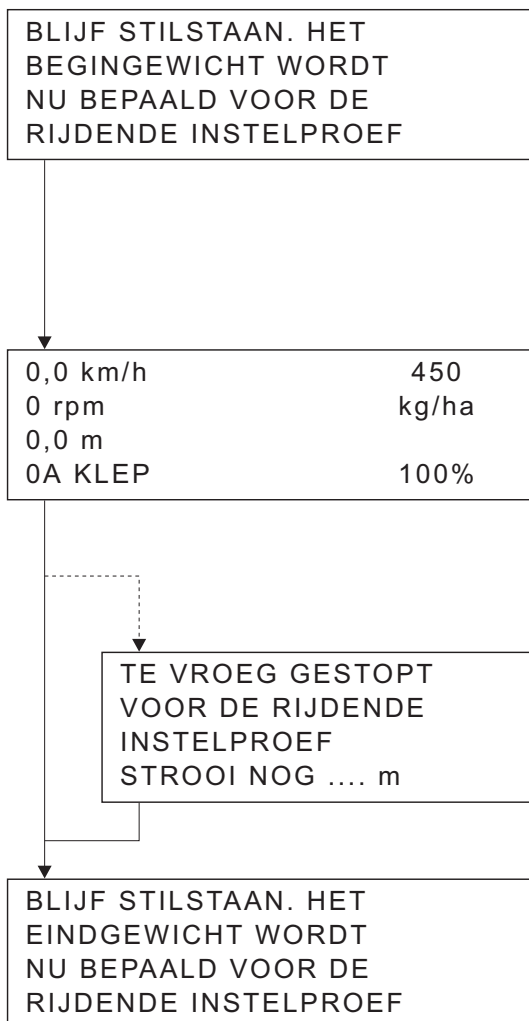 BLIJF STILSTAAN. HET
BEGINGEWICHT WORDT
NU BEPAALD VOOR DE
RIJDENDE INSTELPROEF
0,0 km/h 450
0 rpm kg/ha
0,0 m
0A KLEP 100%
TE VROEG GESTOPT
VOOR DE RIJDENDE
INSTELPROEF
STROOI NOG .... m
BLIJF STILSTAAN. HET
EINDGEWICHT WORDT
NU BEPAALD VOOR DE
RIJDENDE INSTELPROEF